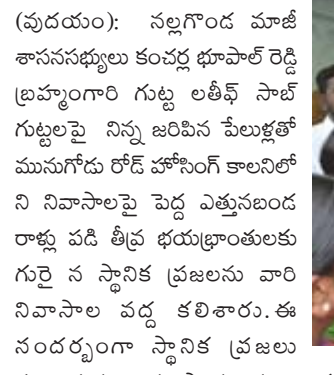 (వుదయం): నల్లగొండ మాజీ
శాసనసభ్యులు కంచర్ల భూపాల్ రెడ్డి
బ్రహ్మంగారి గుట్ట లతీఫ్ సాబ్
గుట్టలపై నిన్న జరిపిన పేలుళ్లతో
మునుగోడు రోడ్ హోసింగ్ కాలనిలో
ని నివాసాలపై పెద్ద ఎత్తునబండ
రాళ్లు పడి తీవ్ర భయభ్రాంతులకు
గురై న స్థానిక ప్రజలను వారి
నివాసాల వద్ద కలిశారు.ఈ
నందర్భంగా స్థానిక ప్రజలు